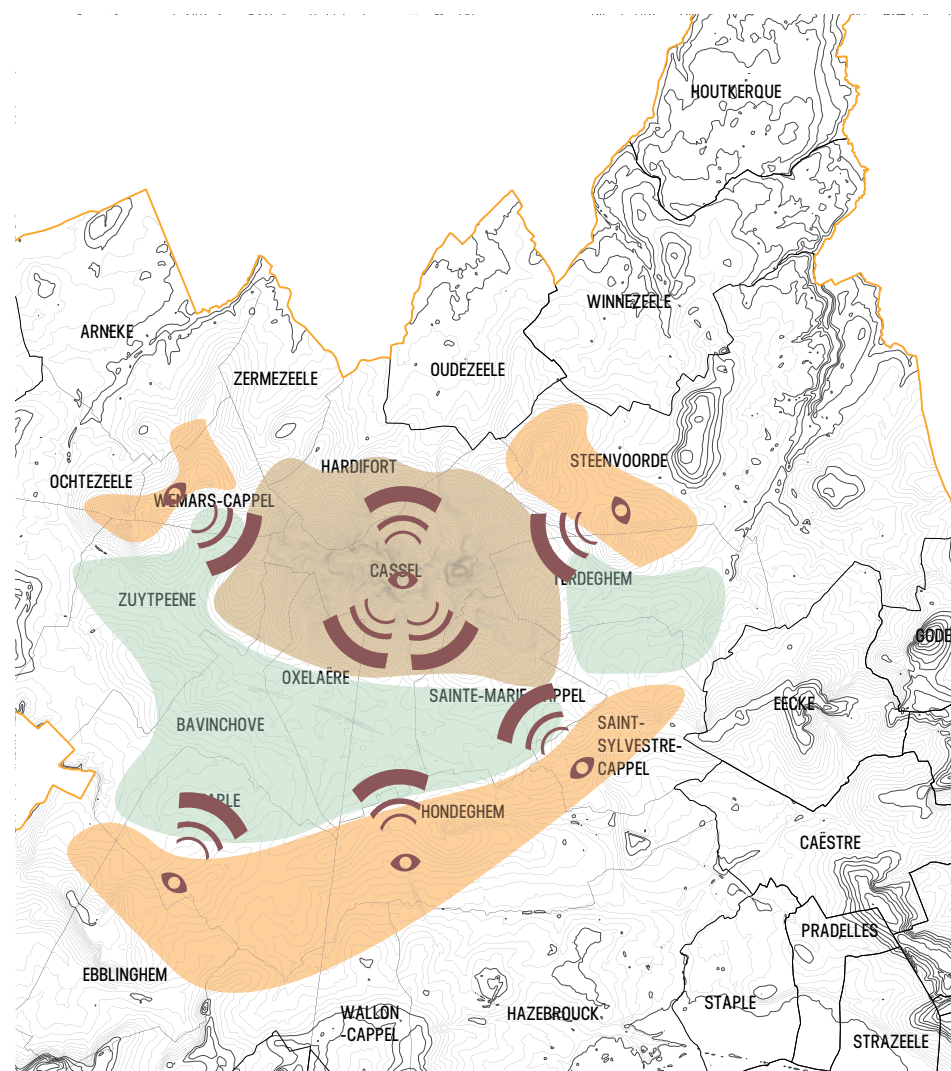 HOUTKERQUE
WINNEZEELE
ARNEKE
OUDEZEELE
ZERMEZEELE
STEENVOORDE
HARDIFORT
OCHTEZEELE
WEMARS-CAPPEL
CASSEL
TERDEGHEM
ZUYTPEENE
GODE
OXELAËRE
SAINTE-MARIE-CAPPEL
EECKE
BAVINCHOVE
SAINT-
SYLVESTRE-
CAPPEL
HONDEGHEM
CAËSTRE
PRADELLES
EBBLINGHEM
STAPLE
WALLON
-CAPPEL
HAZEBROUCK
STRAZEELE